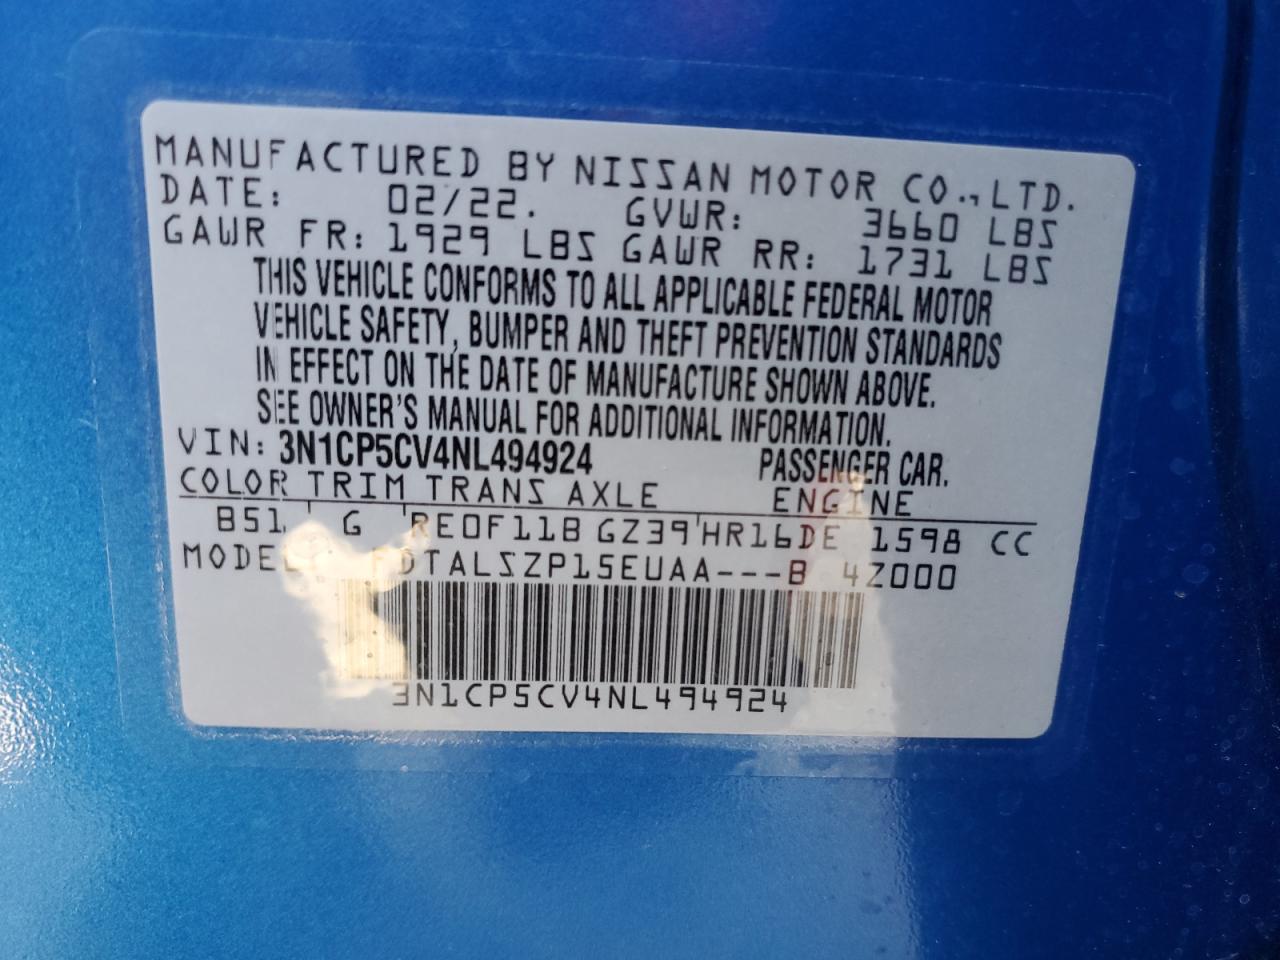 MANUFACTURED BY NISSAN MOTOR CO., LTD.
DATE: 02/22. GVWR: 3660 LBS
GAWR FR: 1929 LBS GAWR RR: 1731 LBS
THIS VEHICLE CONFORMS TO ALL APPLICABLE FEDERAL MOTOR
VEHICLE SAFETY, BUMPER AND THEFT PREVENTION STANDARDS
IN EFFECT ON THE DATE OF MANUFACTURE SHOWN ABOVE.
SEE OWNER'S MANUAL FOR ADDITIONAL INFORMATION.
VIN: 3N1CP5CV4NL494924 PASSENGER CAR.
COLOR TRIM TRANS AXLE ENGINE
B51 G RE0F11B GZ39 HR16DE 1598 CC
MODEL FDTALSZP15EUAA---B 4Z000
3N1CP5CV4NL494924